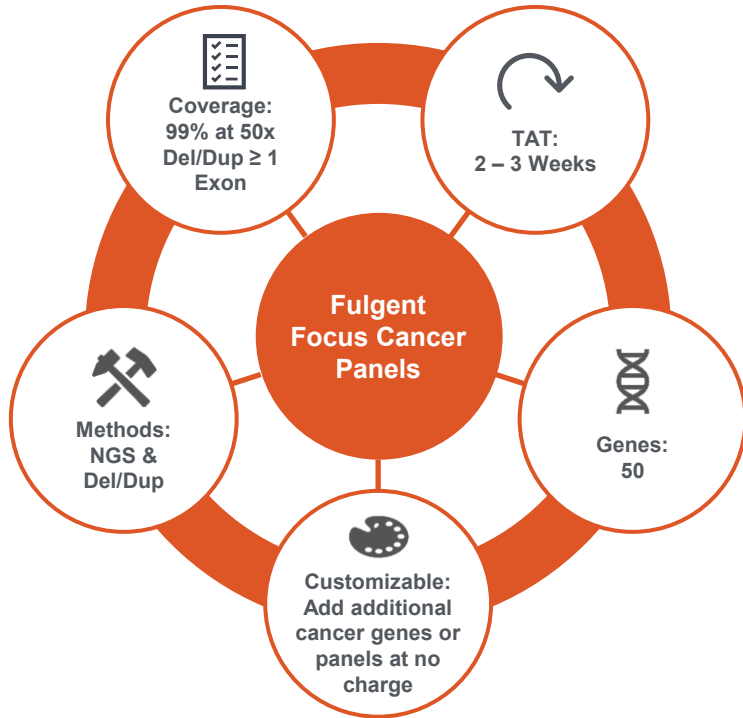 Coverage:
99% at 50x
Del/Dup ≥ 1
Exon
TAT:
2 – 3 Weeks
Fulgent
Focus Cancer
Panels
Methods:
NGS &
Del/Dup
Genes:
50
Customizable:
Add additional
cancer genes or
panels at no
charge